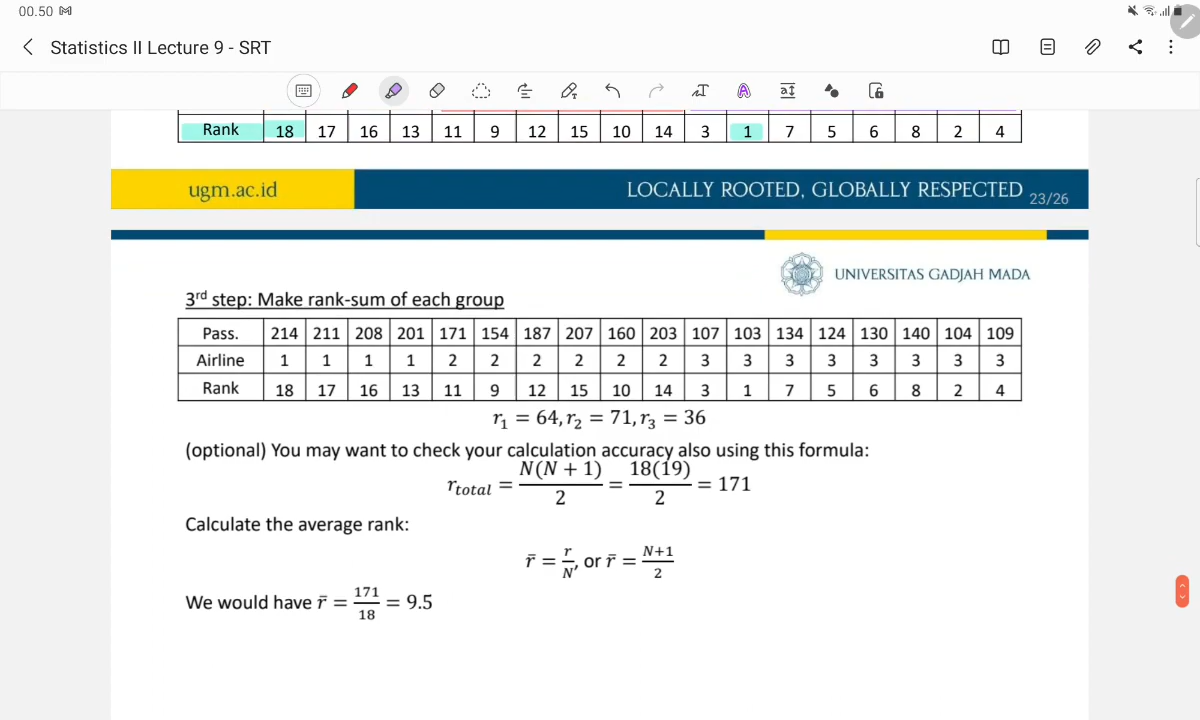 00.50
Statistics II Lecture 9 - SRT
Rank 18 17 16 13 11 9 12 15 10 14 3 1 7 5 6 8 2 4
ugm.ac.id LOCALLY ROOTED, GLOBALLY RESPECTED 23/26
UNIVERSITAS GADJAH MADA
3rd step: Make rank-sum of each group
Pass. 214 211 208 201 171 154 187 207 160 203 107 103 134 124 130 140 104 109
Airline 1 1 1 1 2 2 2 2 2 2 3 3 3 3 3 3 3 3
Rank 18 17 16 13 11 9 12 15 10 14 3 1 7 5 6 8 2 4
r₁ = 64, r₂ = 71, r₃ = 36
(optional) You may want to check your calculation accuracy also using this formula:
r_total = N(N + 1)/2 = 18(19)/2 = 171
Calculate the average rank:
r̄ = r/N, or r̄ = N+1/2
We would have r̄ = 171/18 = 9.5